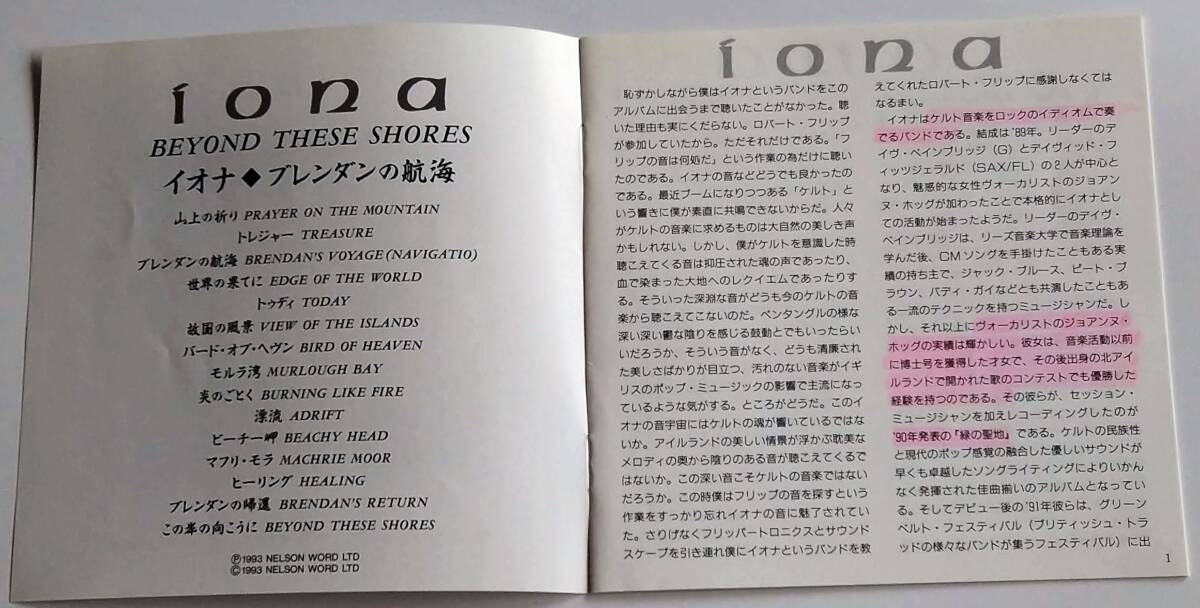 íona
BEYOND THESE SHORES
イオナ◆ブレンダンの航海
山上の祈り PRAYER ON THE MOUNTAIN
トレジャー TREASURE
ブレンダンの航海 BRENDAN'S VOYAGE (NAVIGATIO)
世界の果てに EDGE OF THE WORLD
トゥディ TODAY
故国の風景 VIEW OF THE ISLANDS
バード・オブ・ヘヴン BIRD OF HEAVEN
モルラ湾 MURLOUGH BAY
炎のごとく BURNING LIKE FIRE
漂流 ADRIFT
ビーチー岬 BEACHY HEAD
マフリ・モラ MACHRIE MOOR
ヒーリング HEALING
ブレンダンの帰還 BRENDAN'S RETURN
この岸の向こうに BEYOND THESE SHORES
Ⓟ1993 NELSON WORD LTD
©1993 NELSON WORD LTD
íona
恥ずかしながら僕はイオナというバンドをこの
アルバムに出会うまで聴いたことがなかった。聴
いた理由も実にくだらない。ロバート・フリップ
が参加していたから。ただそれだけである。「フ
リップの音は何処だ」という作業の為だけに聴い
たのである。イオナの音などどうでも良かったの
である。最近ブームになりつつある「ケルト」と
いう響きに僕が素直に共鳴できないからだ。人々
がケルトの音楽に求めるものは大自然の美しき声
かもしれない。しかし、僕がケルトを意識した時
聴こえてくる音は抑圧された魂の声であったり、
血で染まった大地へのレクイエムであったりす
る。そういった深淵な音がどうも今のケルトの音
楽から聴こえてこないのだ。ペンタングルの様な
深い深い鬱な陰りを感じる鼓動とでもいったらい
いだろうか、そういう音がなく、どうも清廉され
た美しさばかりが目立つ、汚れのない音楽がイギ
リスのポップ・ミュージックの影響で主流になっ
ているような気がする。ところがどうだ。このイ
オナの音宇宙にはケルトの魂が響いているではな
いか。アイルランドの美しい情景が浮かぶ耽美な
メロディの奥から陰りのある音が聴こえてくるで
はないか。この深い音こそケルトの音楽ではない
だろうか。この時僕はフリップの音を探すという
作業をすっかり忘れイオナの音に魅了されてい
た。さりげなくフリッパートロニクスとサウンド
スケープを引き連れ僕にイオナというバンドを教
えてくれたロバート・フリップに感謝しなくては
なるまい。
イオナはケルト音楽をロックのイディオムで奏
でるバンドである。結成は'89年。リーダーのデ
イヴ・ベインブリッジ（G）とデイヴィッド・フ
ィッツジェラルド（SAX/FL）の2人が中心と
なり、魅惑的な女性ヴォーカリストのジョアン
ヌ・ホッグが加わったことで本格的にイオナとし
ての活動が始まったようだ。リーダーのデイヴ・
ベインブリッジは、リーズ音楽大学で音楽理論を
学んだ後、CMソングを手掛けたこともある実
績の持ち主で、ジャック・ブルース、ピート・ブ
ラウン、バディ・ガイなどとも共演したこともあ
る一流のテクニックを持つミュージシャンだ。し
かし、それ以上にヴォーカリストのジョアンヌ・
ホッグの実績は輝かしい。彼女は、音楽活動以前
に博士号を獲得した才女で、その後出身の北アイ
ルランドで開かれた歌のコンテストでも優勝した
経験を持つのである。その彼らが、セッション・
ミュージシャンを加えレコーディングしたのが
'90年発表の「緑の聖地」である。ケルトの民族性
と現代のポップ感覚の融合した優しいサウンドが
早くも卓越したソングライティングによりいかん
なく発揮された佳曲揃いのアルバムとなってい
る。そしてデビュー後の'91年彼らは、グリーン
ベルト・フェスティバル（ブリティッシュ・トラ
ッドの様々なバンドが集うフェスティバル）に出
1